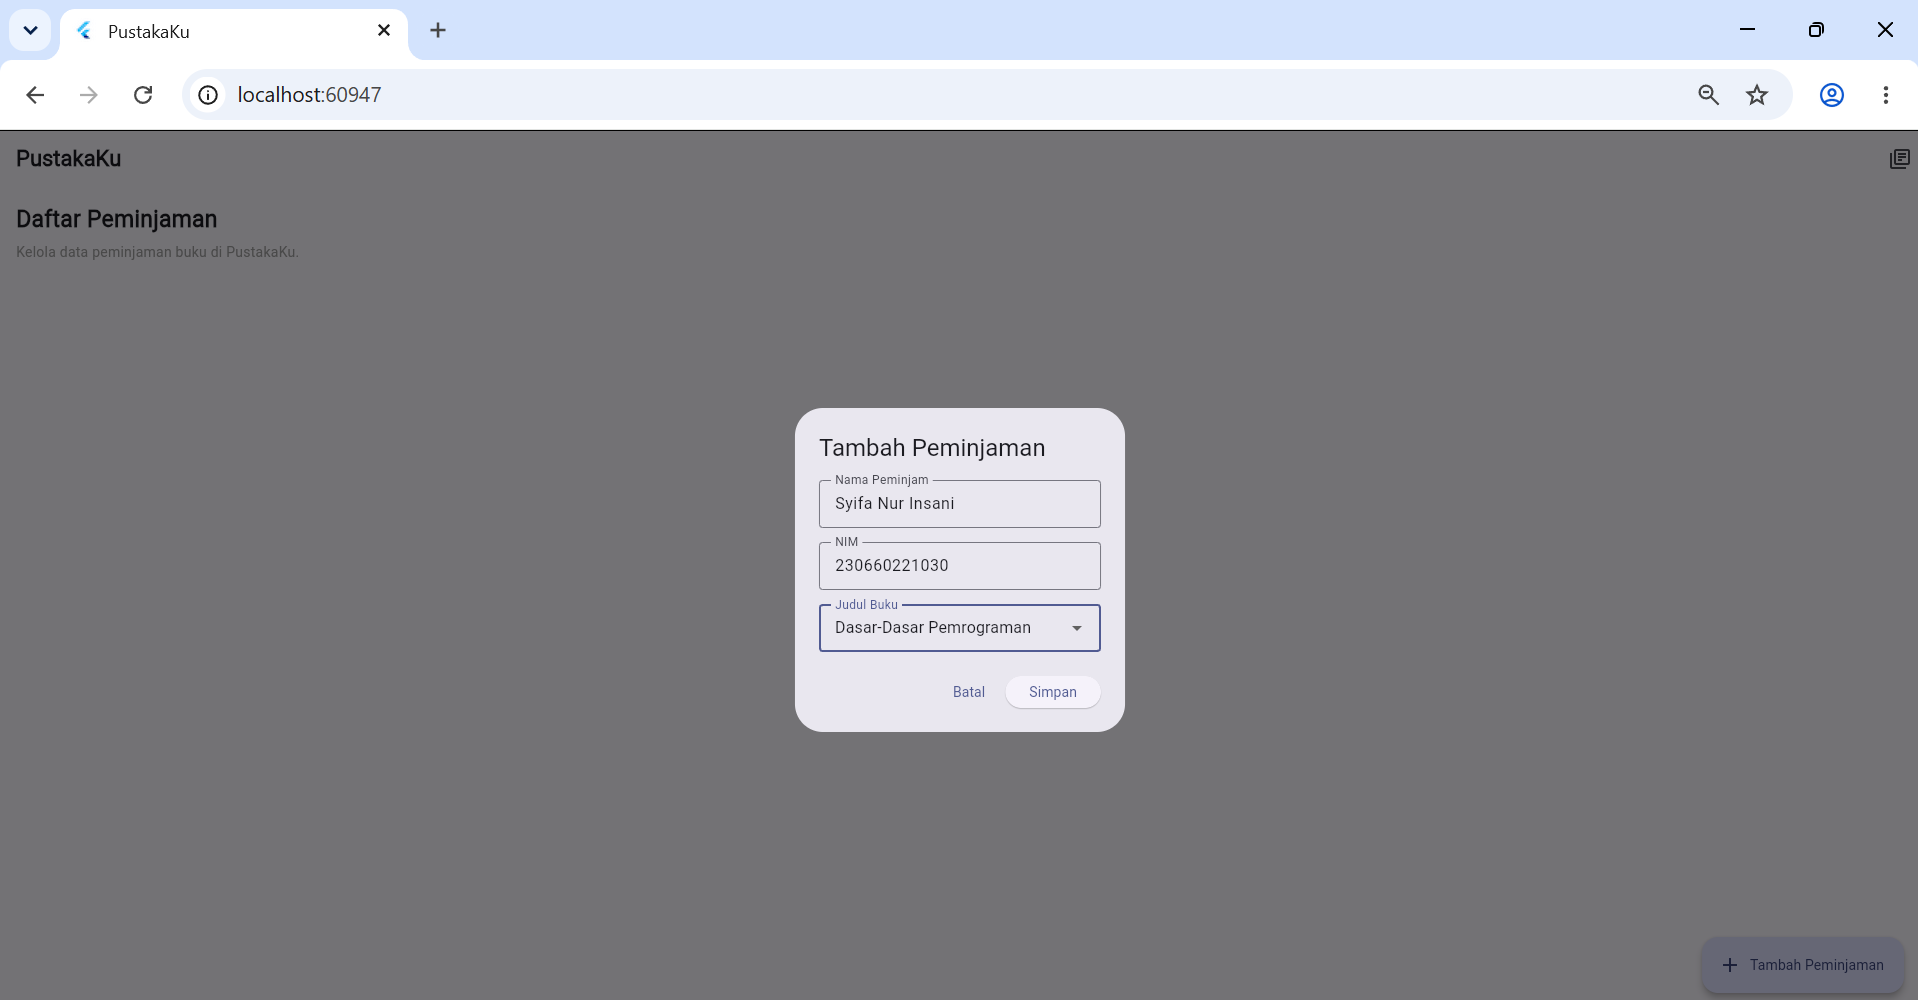 PustakaKu
localhost:60947
PustakaKu
Daftar Peminjaman
Kelola data peminjaman buku di PustakaKu.
Tambah Peminjaman
Nama Peminjam
Syifa Nur Insani
NIM
230660221030
Judul Buku
Dasar-Dasar Pemrograman
Batal Simpan
Tambah Peminjaman